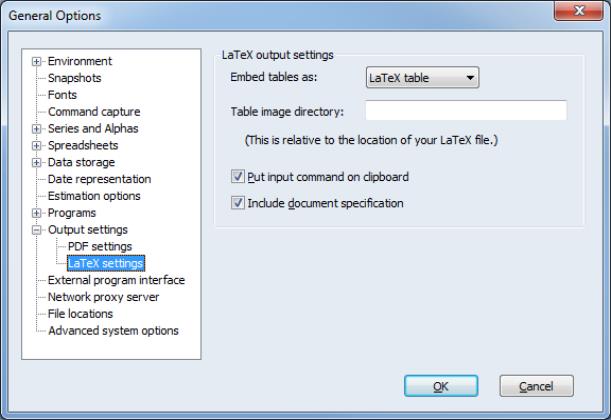 General Options
Environment
Snapshots
Fonts
Command capture
Series and Alphas
Spreadsheets
Data storage
Date representation
Estimation options
Programs
Output settings
PDF settings
LaTeX settings
External program interface
Network proxy server
File locations
Advanced system options
LaTeX output settings
Embed tables as: LaTeX table
Table image directory:
(This is relative to the location of your LaTeX file.)
Put input command on clipboard
Include document specification
OK Cancel